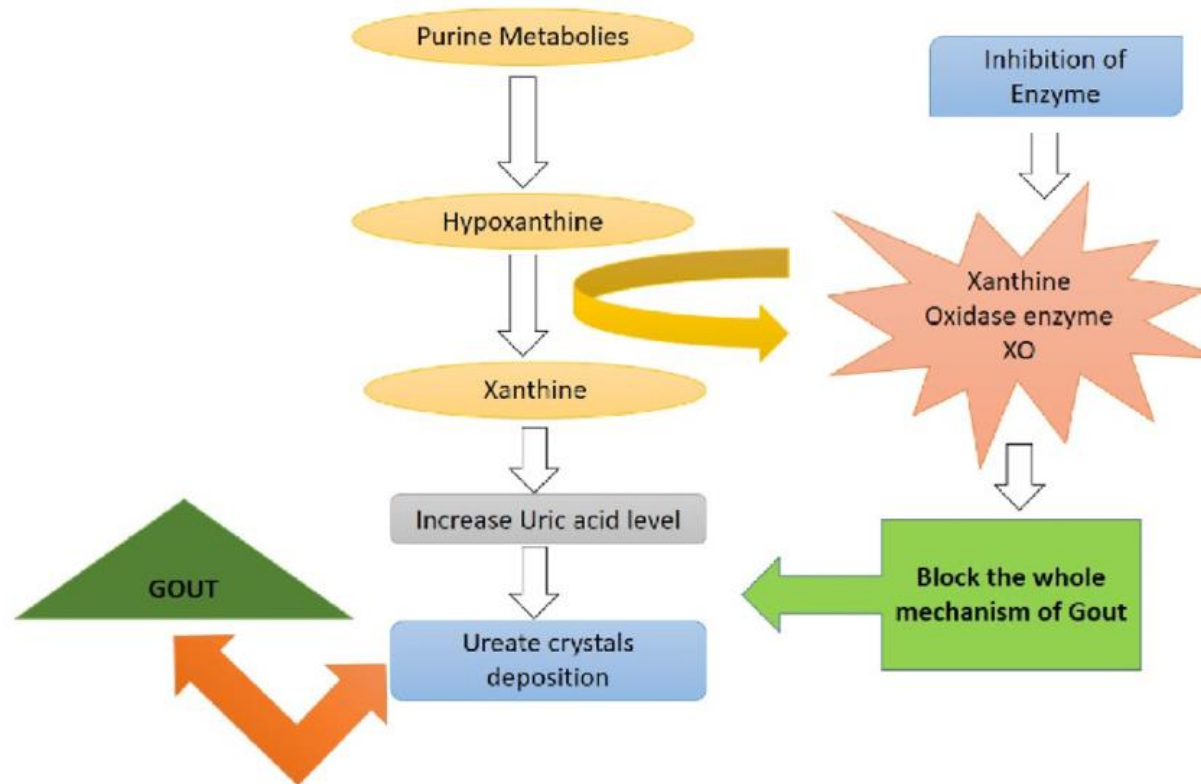 Purine Metabolies
Inhibition of
Enzyme
Hypoxanthine
Xanthine
Oxidase enzyme
XO
Xanthine
Increase Uric acid level
GOUT
Block the whole
mechanism of Gout
Ureate crystals
deposition